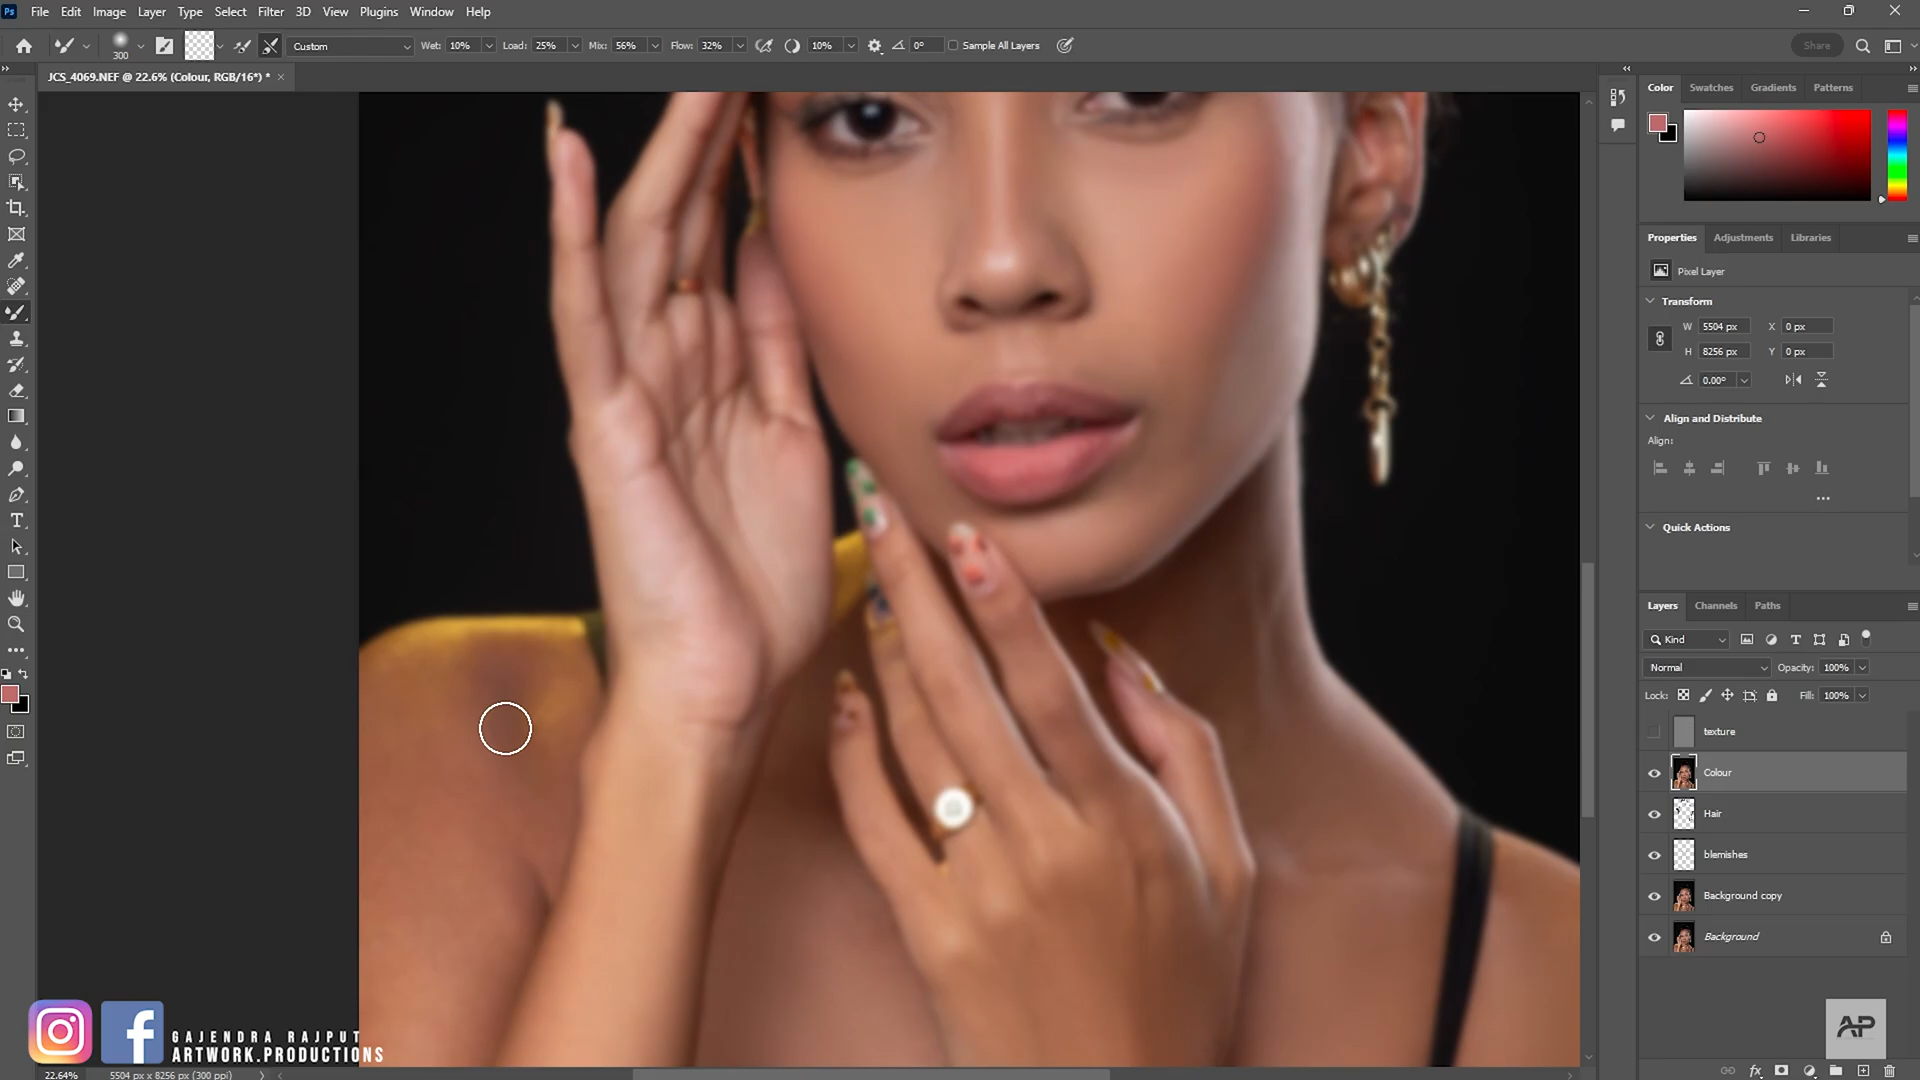 Ps File Edit Image Layer Type Select Filter 3D View Plugins Window Help
300 Custom Wet: 10% Load: 25% Mix: 56% Flow: 32% 10% 0° Sample All Layers Share
JCS_4069.NEF @ 22.6% (Colour, RGB/16*) *
Color Swatches Gradients Patterns
Properties Adjustments Libraries
Pixel Layer
Transform
W 5504 px X 0 px
H 8256 px Y 0 px
0.00°
Align and Distribute
Align:
Quick Actions
Layers Channels Paths
Kind
Normal Opacity: 100%
Lock: Fill: 100%
texture
Colour
Hair
blemishes
Background copy
Background
GAJENDRA RAJPUT
ARTWORK.PRODUCTIONS
AP
22.64% 5504 px x 8256 px (300 ppi)